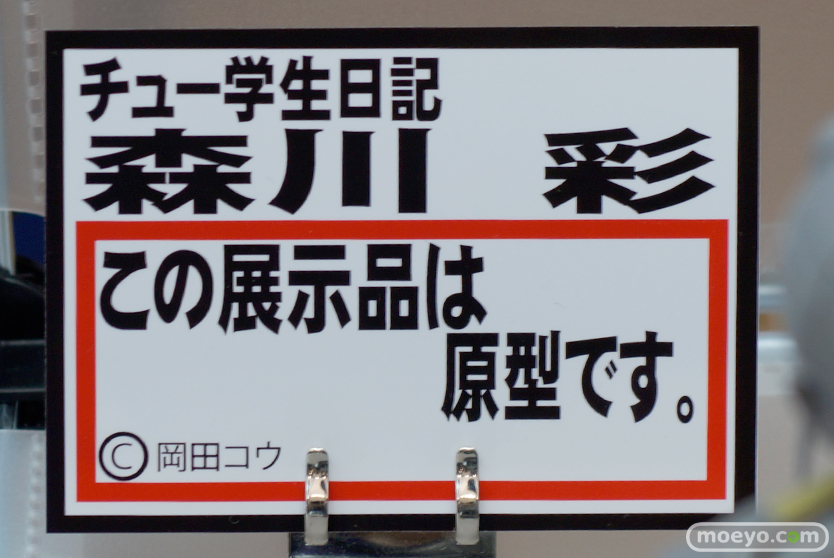 チュー学生日記
森川 彩
この展示品は
原型です。
©岡田コウ
moeyo.com